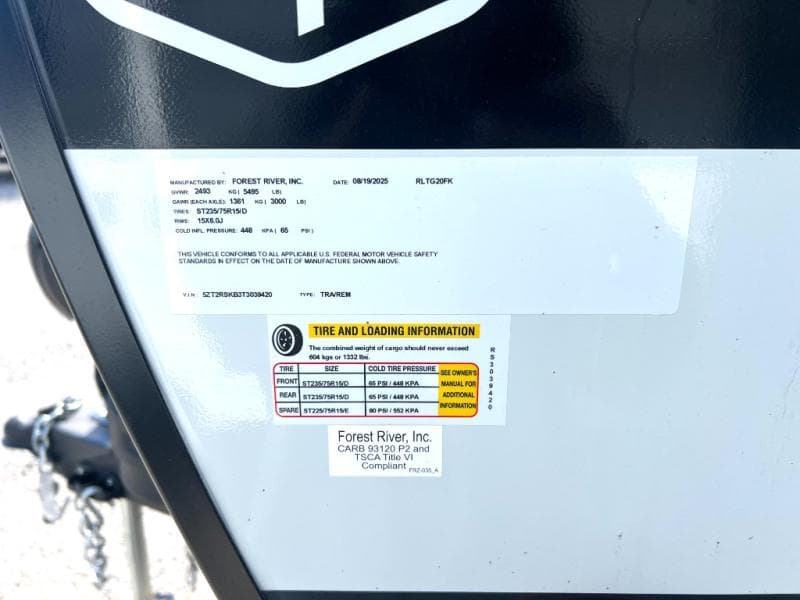 MANUFACTURED BY: FOREST RIVER, INC. DATE: 08/19/2025 RLTG20FK
GVWR: 2493 KG ( 5495 LB)
GAWR (EACH AXLE): 1361 KG ( 3000 LB)
TIRES: ST235/75R15/D
RIMS: 15X6.0J
COLD INFL. PRESSURE: 448 KPA ( 65 PSI )
THIS VEHICLE CONFORMS TO ALL APPLICABLE U.S. FEDERAL MOTOR VEHICLE SAFETY
STANDARDS IN EFFECT ON THE DATE OF MANUFACTURE SHOWN ABOVE.
V.I.N.: 5ZT2RSKB3T3039420 TYPE: TRA/REM
TIRE AND LOADING INFORMATION
The combined weight of cargo should never exceed
604 kgs or 1332 lbs.
TIRE SIZE COLD TIRE PRESSURE
FRONT ST235/75R15/D 65 PSI / 448 KPA
REAR ST235/75R15/D 65 PSI / 448 KPA
SPARE ST225/75R15/E 80 PSI / 552 KPA
SEE OWNER'S
MANUAL FOR
ADDITIONAL
INFORMATION
RS3039420
Forest River, Inc.
CARB 93120 P2 and
TSCA Title VI
Compliant FRZ-035_A